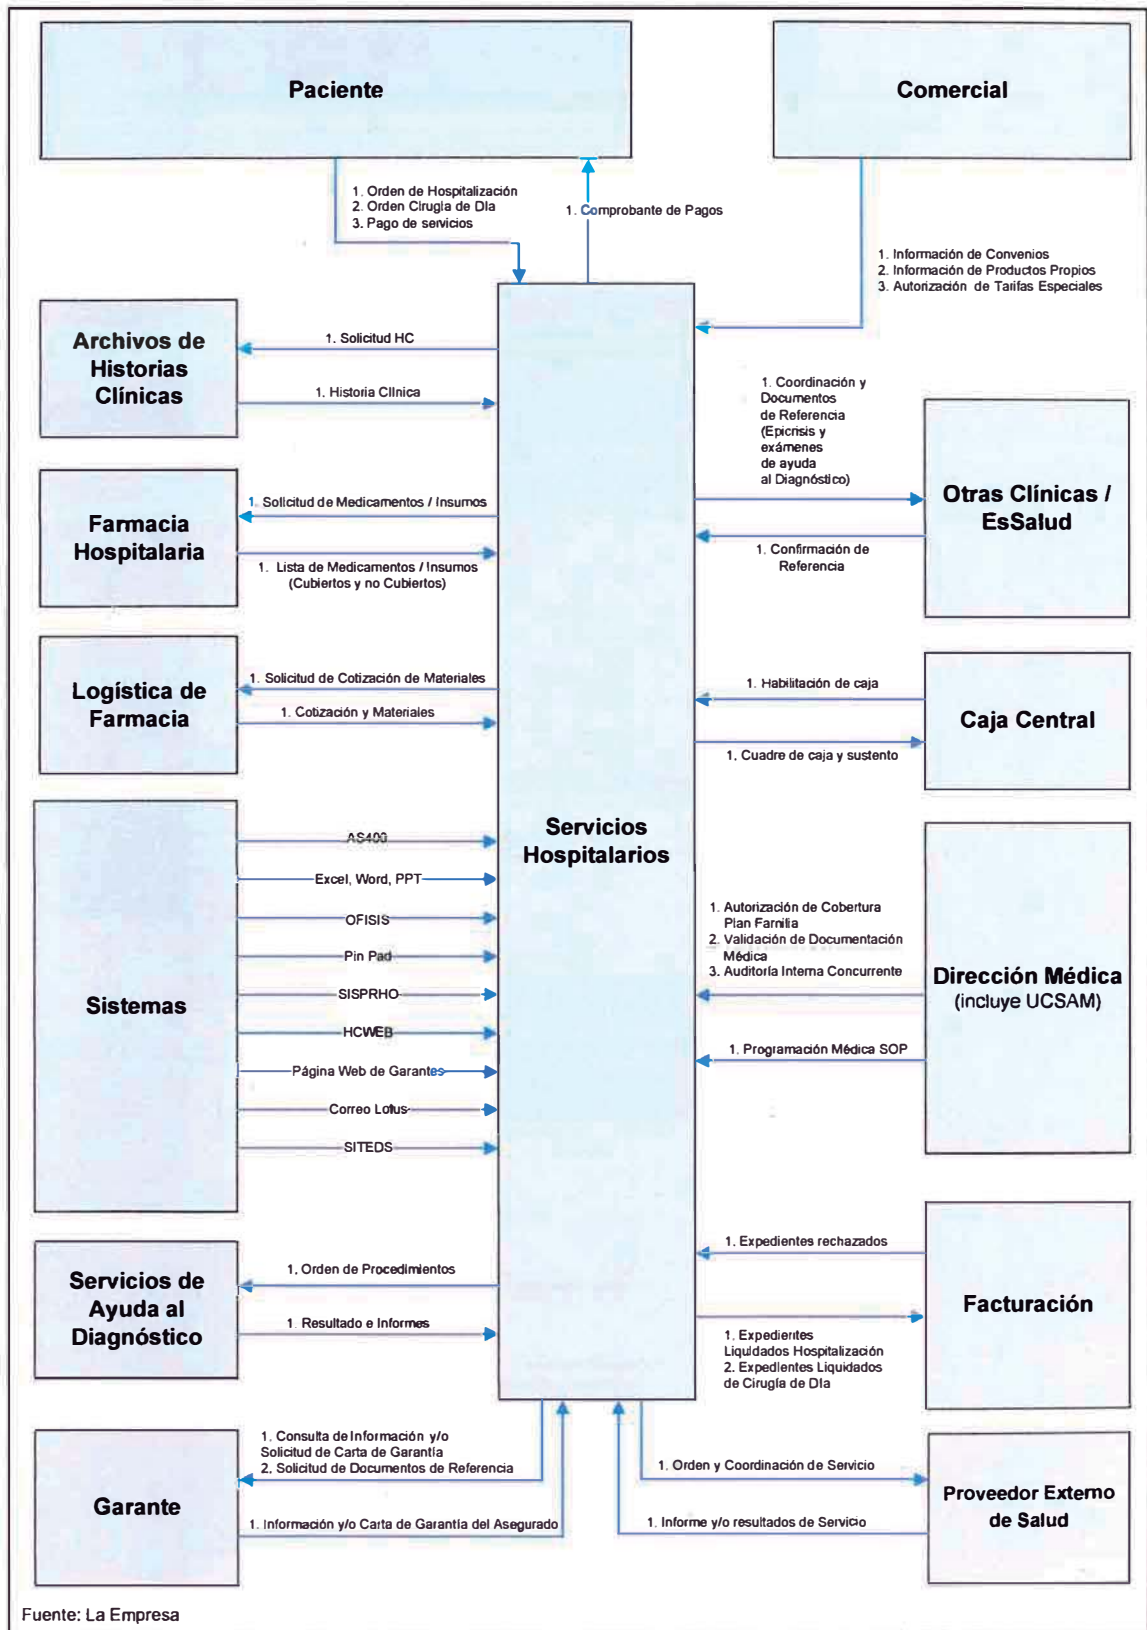 Paciente
Comercial
1. Orden de Hospitalización
2. Orden Cirugía de Día
3. Pago de servicios
1. Comprobante de Pagos
1. Información de Convenios
2. Información de Productos Propios
3. Autorización de Tarifas Especiales
Archivos de
Historias
Clínicas
1. Solicitud HC
1. Historia Clínica
1. Coordinación y
Documentos
de Referencia
(Epicrisis y
exámenes
de ayuda
al Diagnóstico)
Otras Clínicas /
EsSalud
1. Confirmación de
Referencia
Farmacia
Hospitalaria
1. Solicitud de Medicamentos / Insumos
1. Lista de Medicamentos / Insumos
(Cubiertos y no Cubiertos)
Logística de
Farmacia
1. Solicitud de Cotización de Materiales
1. Cotización y Materiales
1. Habilitación de caja
1. Cuadre de caja y sustento
Caja Central
Servicios
Hospitalarios
Sistemas
AS400
Excel, Word, PPT
OFISIS
Pin Pad
SISPRHO
HCWEB
Página Web de Garantes
Correo Lotus
SITEDS
1. Autorización de Cobertura
Plan Familia
2. Validación de Documentación
Médica
3. Auditoría Interna Concurrente
1. Programación Médica SOP
Dirección Médica
(incluye UCSAM)
Servicios de
Ayuda al
Diagnóstico
1. Orden de Procedimientos
1. Resultado e Informes
1. Expedientes rechazados
1. Expedientes
Liquidados Hospitalización
2. Expedientes Liquidados
de Cirugía de Día
Facturación
Garante
1. Consulta de Información y/o
Solicitud de Carta de Garantía
2. Solicitud de Documentos de Referencia
1. Información y/o Carta de Garantía del Asegurado
1. Orden y Coordinación de Servicio
1. Informe y/o resultados de Servicio
Proveedor Externo
de Salud
Fuente: La Empresa